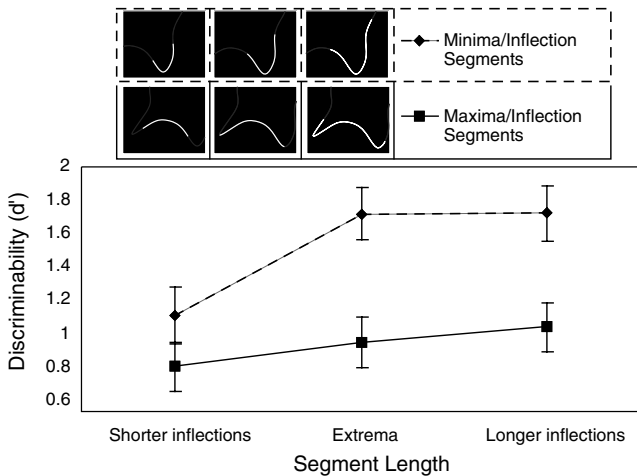 Minima/Inflection
Segments
Maxima/Inflection
Segments
2
1.8
1.6
1.4
1.2
1
0.8
0.6
Discriminability (d')
Shorter inflections
Extrema
Longer inflections
Segment Length